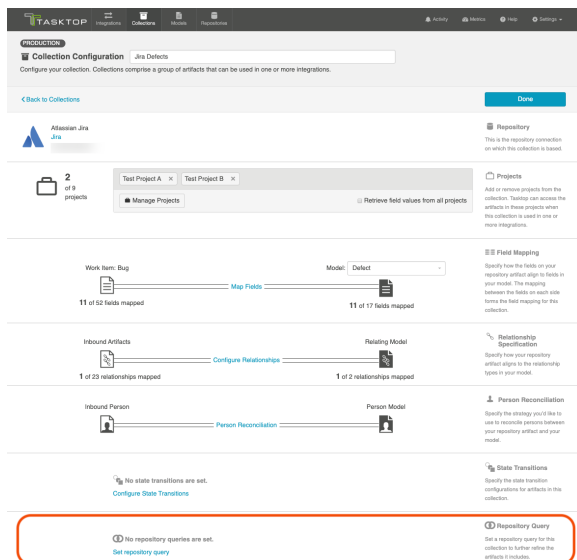 TASKTOP
Integrations
Collections
Models
Repositories
Activity
Metrics
Help
Settings
PRODUCTION
Collection Configuration
Jira Defects
Configure your collection. Collections comprise a group of artifacts that can be used in one or more integrations.
Back to Collections
Done
Atlassian Jira
Jira
Repository
This is the repository connection
on which this collection is based.
2
of 9
projects
Test Project A ×
Test Project B ×
Manage Projects
Retrieve field values from all projects
Projects
Add or remove projects from the
collection. Tasktop can access the
artifacts in these projects when
this collection is used in one or
more integrations.
Work Item: Bug
Map Fields
Model: Defect
11 of 52 fields mapped
11 of 17 fields mapped
Field Mapping
Specify how the fields on your
repository artifact align to fields in
your model. The mapping
between the fields on each side
forms the field mapping for this
collection.
Inbound Artifacts
Configure Relationships
Relating Model
1 of 23 relationships mapped
1 of 2 relationships mapped
Relationship
Specification
Specify how your repository
artifact aligns to the relationship
types in your model.
Inbound Person
Person Reconciliation
Person Model
Person Reconciliation
Specify the strategy you'd like to
use to reconcile persons between
your repository artifact and your
model.
No state transitions are set.
Configure State Transitions
State Transitions
Specify the state transition
configurations for artifacts in this
collection.
No repository queries are set.
Set repository query
Repository Query
Set a repository query for this
collection to further refine the
artifacts it includes.